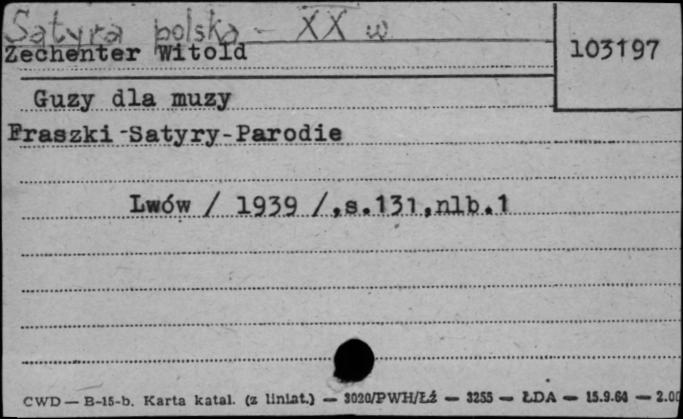 Satyra polska - XX w
Zechenter Witold
103197
Guzy dla muzy
Fraszki-Satyry-Parodie
Lwów / 1939 /,s.131,nlb.1
CWD — B-15-b. Karta katal. (z liniat.) — 3020/PWH/Łź — 3255 — ŁDA — 15.9.64 — 2.00